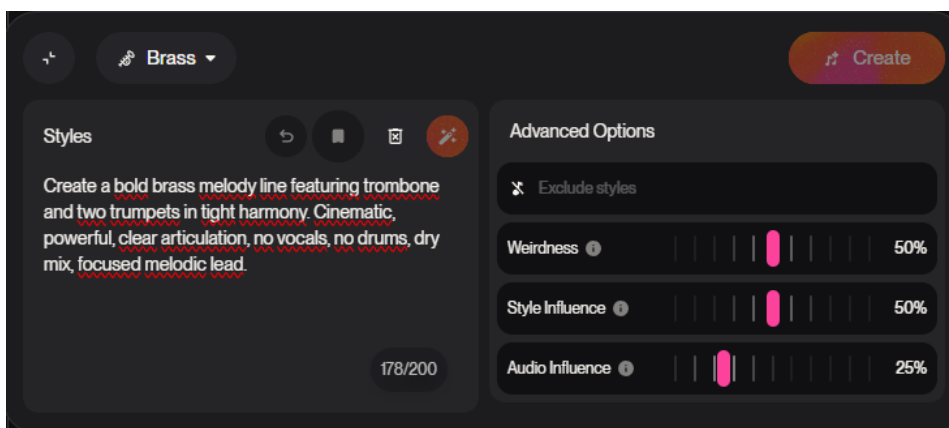 Brass
Create
Styles
Create a bold brass melody line featuring trombone
and two trumpets in tight harmony. Cinematic,
powerful, clear articulation, no vocals, no drums, dry
mix, focused melodic lead.
178/200
Advanced Options
Exclude styles
Weirdness 50%
Style Influence 50%
Audio Influence 25%